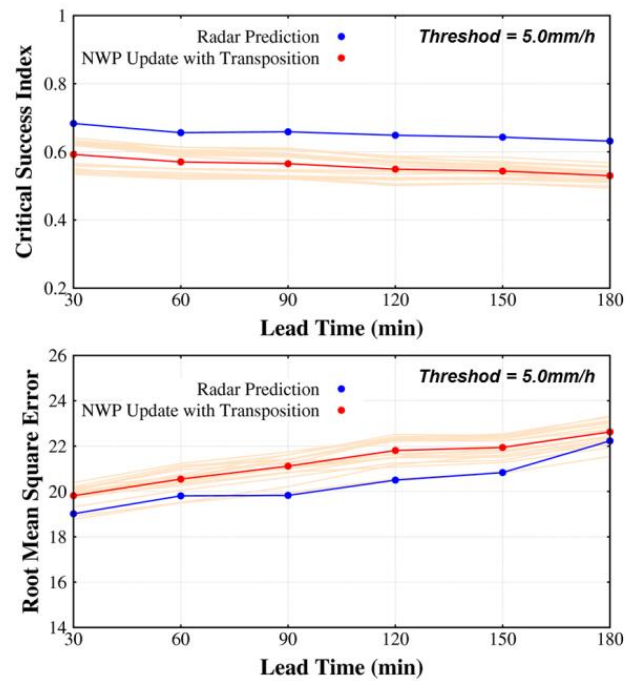 1
0.8
0.6
0.4
0.2
Critical Success Index
Radar Prediction
NWP Update with Transposition
Threshod = 5.0mm/h
30 60 90 120 150 180
Lead Time (min)
26
24
22
20
18
16
14
Root Mean Square Error
Radar Prediction
NWP Update with Transposition
Threshod = 5.0mm/h
30 60 90 120 150 180
Lead Time (min)